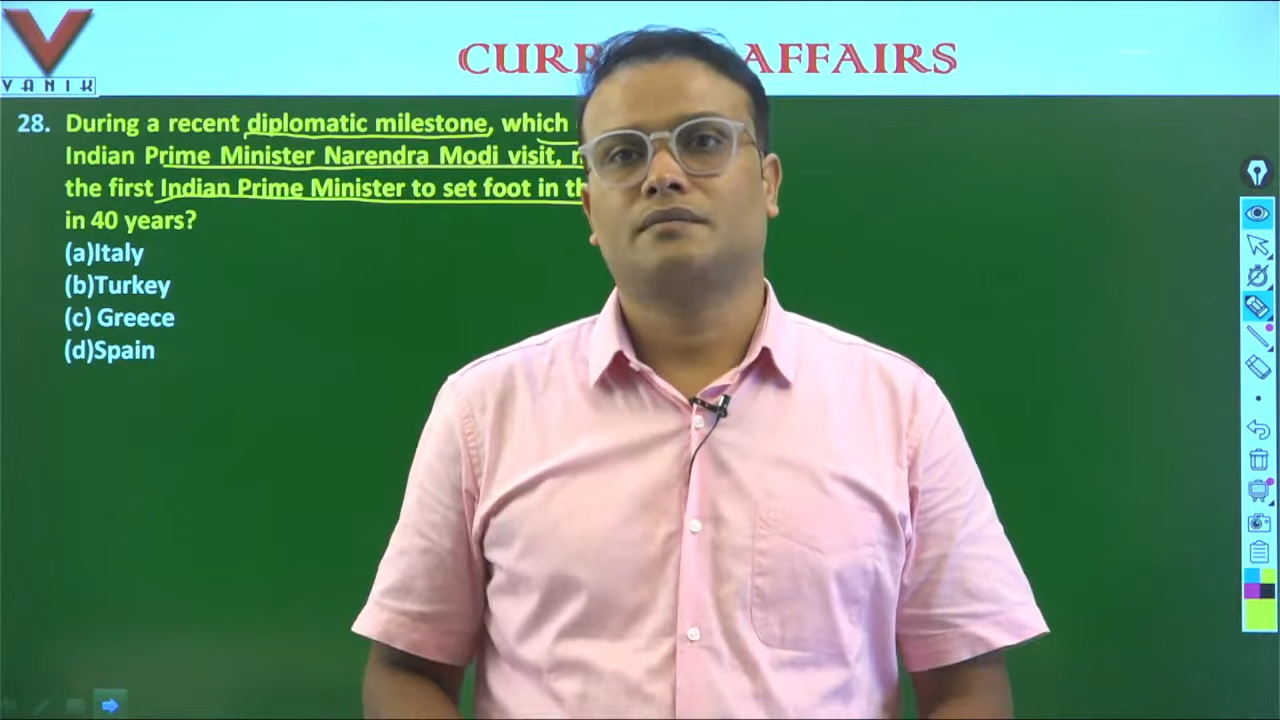 VANIK
CURR AFFAIRS
28. During a recent diplomatic milestone, which
Indian Prime Minister Narendra Modi visit,
the first Indian Prime Minister to set foot in th
in 40 years?
(a)Italy
(b)Turkey
(c) Greece
(d)Spain